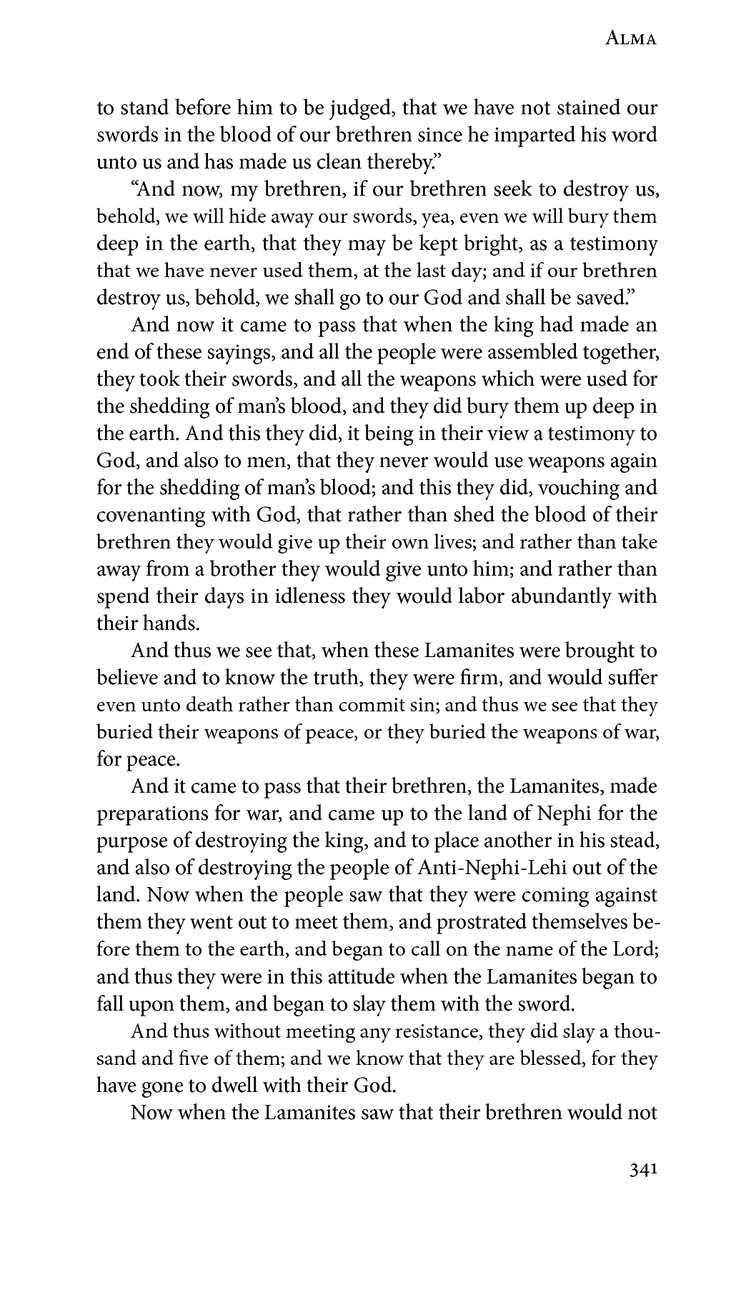 Alma
to stand before him to be judged, that we have not stained our
swords in the blood of our brethren since he imparted his word
unto us and has made us clean thereby.”
“And now, my brethren, if our brethren seek to destroy us,
behold, we will hide away our swords, yea, even we will bury them
deep in the earth, that they may be kept bright, as a testimony
that we have never used them, at the last day; and if our brethren
destroy us, behold, we shall go to our God and shall be saved.”
And now it came to pass that when the king had made an
end of these sayings, and all the people were assembled together,
they took their swords, and all the weapons which were used for
the shedding of man’s blood, and they did bury them up deep in
the earth. And this they did, it being in their view a testimony to
God, and also to men, that they never would use weapons again
for the shedding of man’s blood; and this they did, vouching and
covenanting with God, that rather than shed the blood of their
brethren they would give up their own lives; and rather than take
away from a brother they would give unto him; and rather than
spend their days in idleness they would labor abundantly with
their hands.
And thus we see that, when these Lamanites were brought to
believe and to know the truth, they were firm, and would suffer
even unto death rather than commit sin; and thus we see that they
buried their weapons of peace, or they buried the weapons of war,
for peace.
And it came to pass that their brethren, the Lamanites, made
preparations for war, and came up to the land of Nephi for the
purpose of destroying the king, and to place another in his stead,
and also of destroying the people of Anti-Nephi-Lehi out of the
land. Now when the people saw that they were coming against
them they went out to meet them, and prostrated themselves be-
fore them to the earth, and began to call on the name of the Lord;
and thus they were in this attitude when the Lamanites began to
fall upon them, and began to slay them with the sword.
And thus without meeting any resistance, they did slay a thou-
sand and five of them; and we know that they are blessed, for they
have gone to dwell with their God.
Now when the Lamanites saw that their brethren would not
341